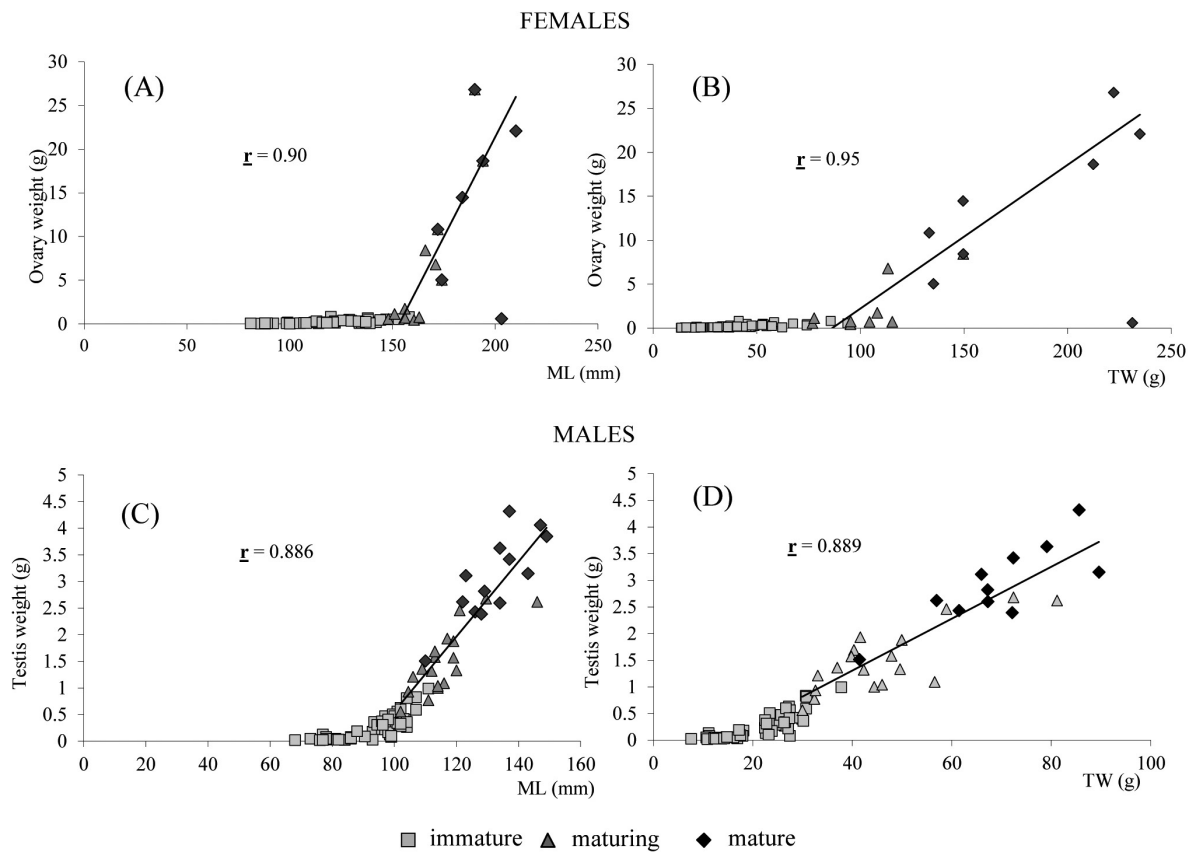 FEMALES
(A)
r = 0.90
Ovary weight (g)
30
25
20
15
10
5
0
0 50 100 150 200 250
ML (mm)
(B)
r = 0.95
Ovary weight (g)
30
25
20
15
10
5
0
0 50 100 150 200 250
TW (g)
MALES
(C)
r = 0.886
Testis weight (g)
5
4.5
4
3.5
3
2.5
2
1.5
1
0.5
0
0 20 40 60 80 100 120 140 160
ML (mm)
(D)
r = 0.889
Testis weight (g)
5
4.5
4
3.5
3
2.5
2
1.5
1
0.5
0
0 20 40 60 80 100
TW (g)
immature maturing mature